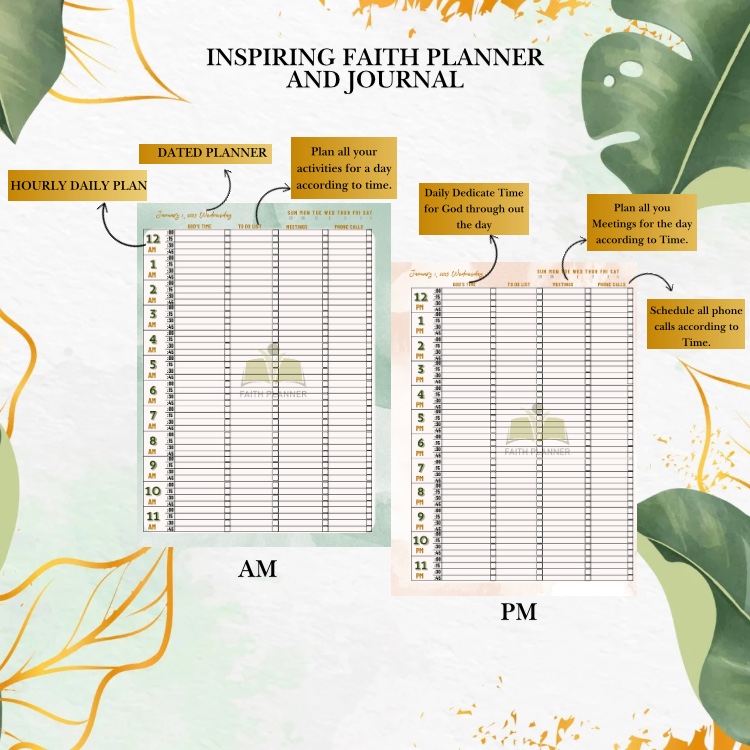 INSPIRING FAITH PLANNER
AND JOURNAL
HOURLY DAILY PLAN
DATED PLANNER
Plan all your
activities for a day
according to time.
Daily Dedicate Time
for God through out
the day
Plan all you
Meetings for the day
according to Time.
Schedule all phone
calls according to
Time.
Wednesday
SUN MON TUE WED THUR FRI SAT
GOD'S TIME TO DO LIST MEETINGS PHONE CALLS
12 AM
1 AM
2 AM
3 AM
4 AM
5 AM
6 AM
7 AM
8 AM
9 AM
10 AM
11 AM
FAITH PLANNER
AM
Wednesday
SUN MON TUE WED THUR FRI SAT
GOD'S TIME TO DO LIST MEETINGS PHONE CALLS
12 PM
1 PM
2 PM
3 PM
4 PM
5 PM
6 PM
7 PM
8 PM
9 PM
10 PM
11 PM
FAITH PLANNER
PM